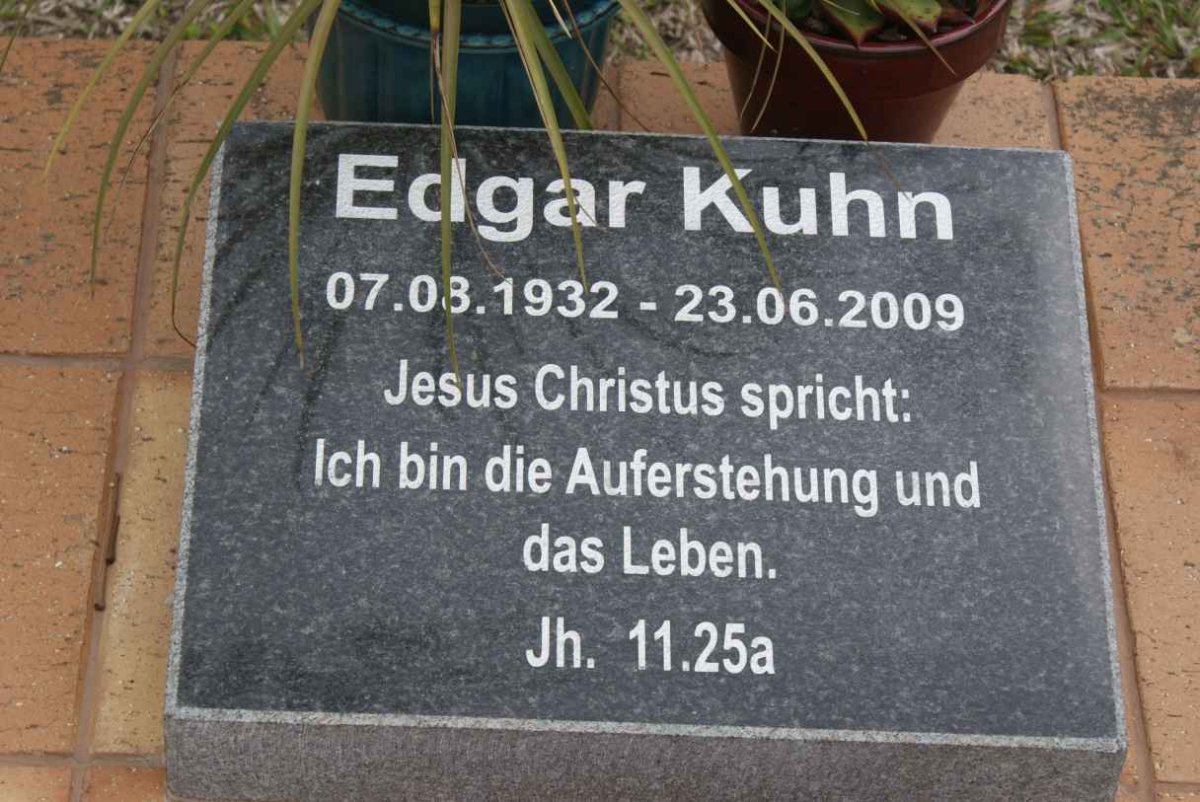 Edgar Kuhn
07.08.1932 - 23.06.2009
Jesus Christus spricht:
Ich bin die Auferstehung und
das Leben.
Jh. 11.25a